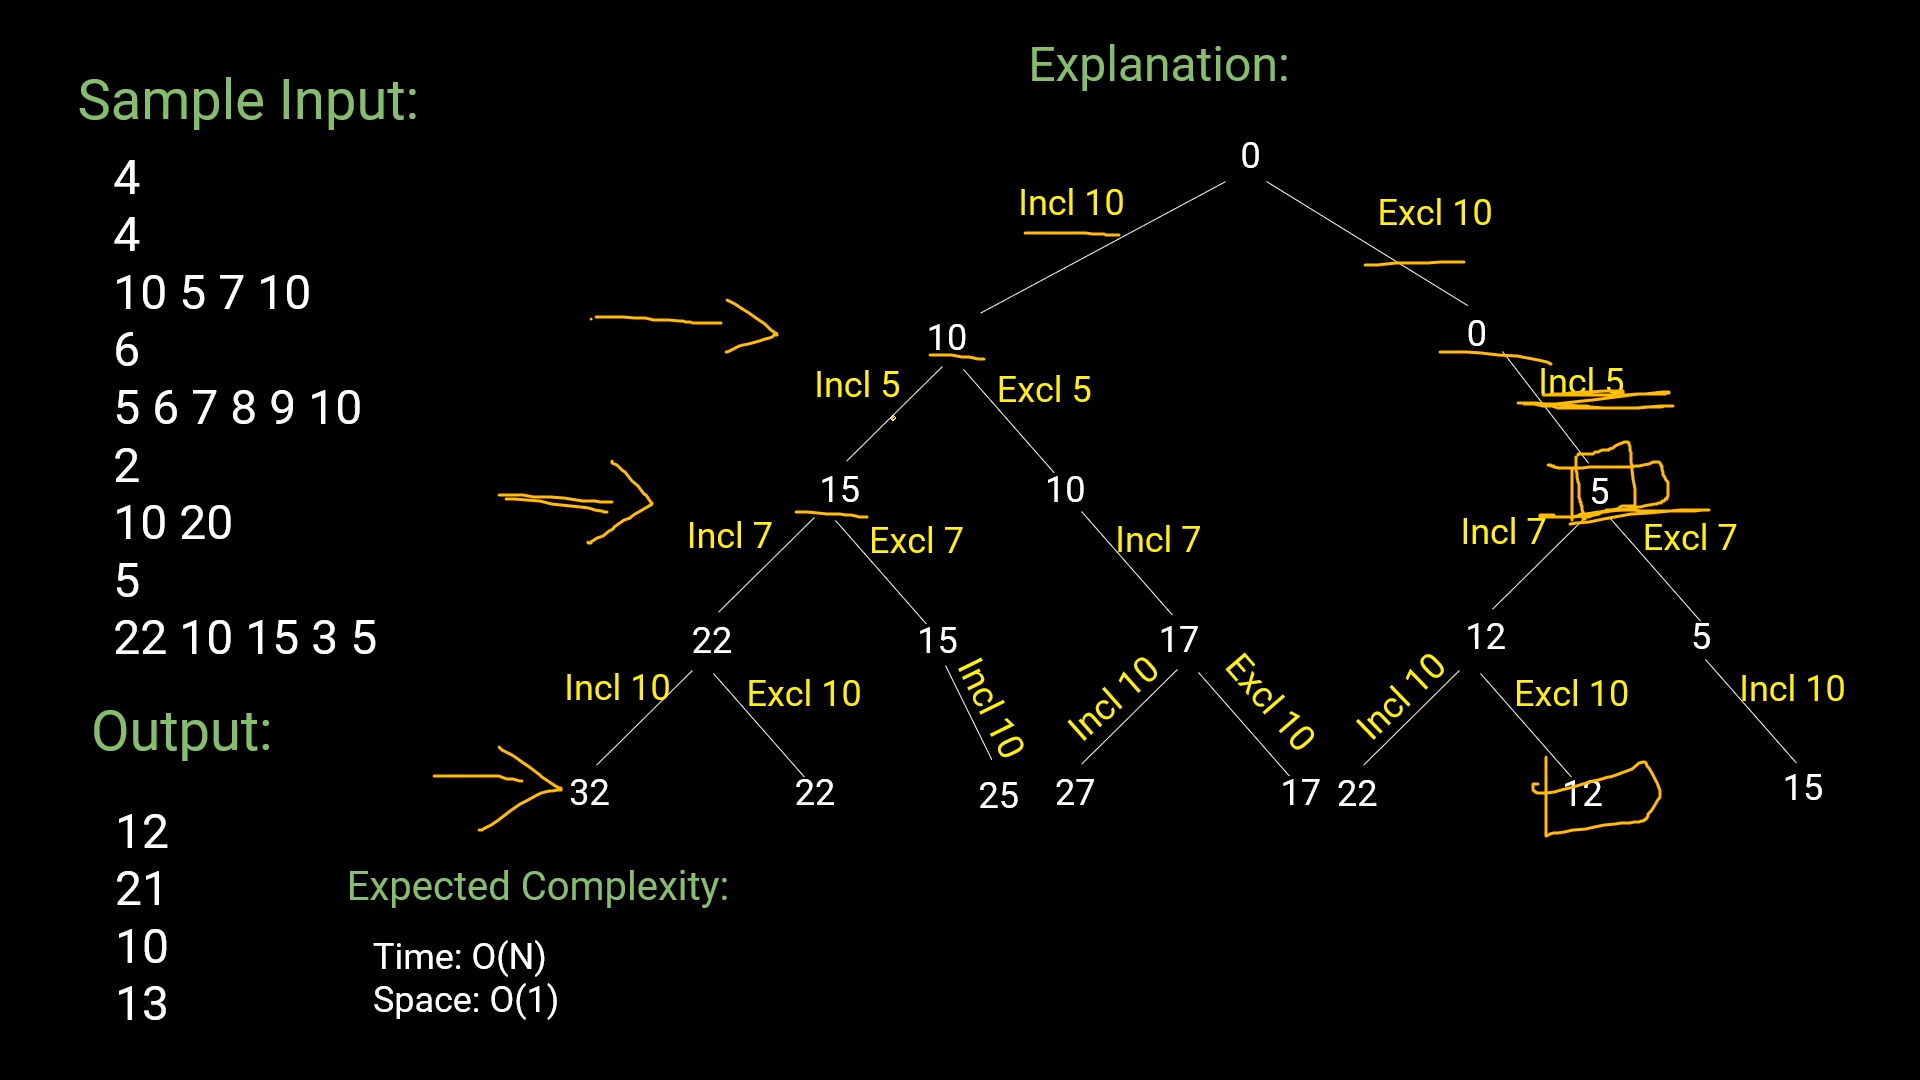 Sample Input:
4
4
10 5 7 10
6
5 6 7 8 9 10
2
10 20
5
22 10 15 3 5
Output:
12
21
10
13
Expected Complexity:
Time: O(N)
Space: O(1)
Explanation:
0
Incl 10 Excl 10
10 0
Incl 5 Excl 5 Incl 5
15 10 5
Incl 7 Excl 7 Incl 7 Incl 7 Excl 7
22 15 17 12 5
Incl 10 Excl 10 Incl 10 Incl 10 Excl 10 Incl 10 Excl 10 Incl 10
32 22 25 27 17 22 12 15